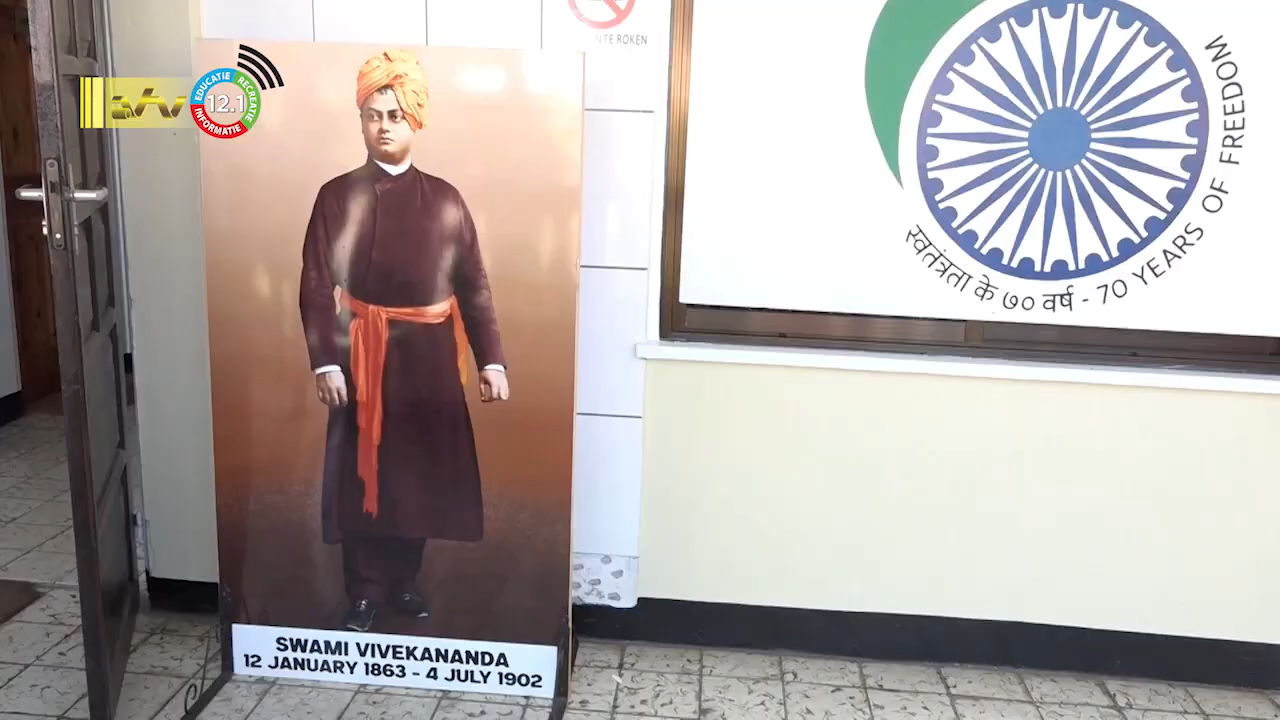 EDUCATIE
RECREATIE
INFORMATIE
12.1
NTE ROKEN
स्वतंत्रता के ७० वर्ष - 70 YEARS OF FREEDOM
SWAMI VIVEKANANDA
12 JANUARY 1863 - 4 JULY 1902